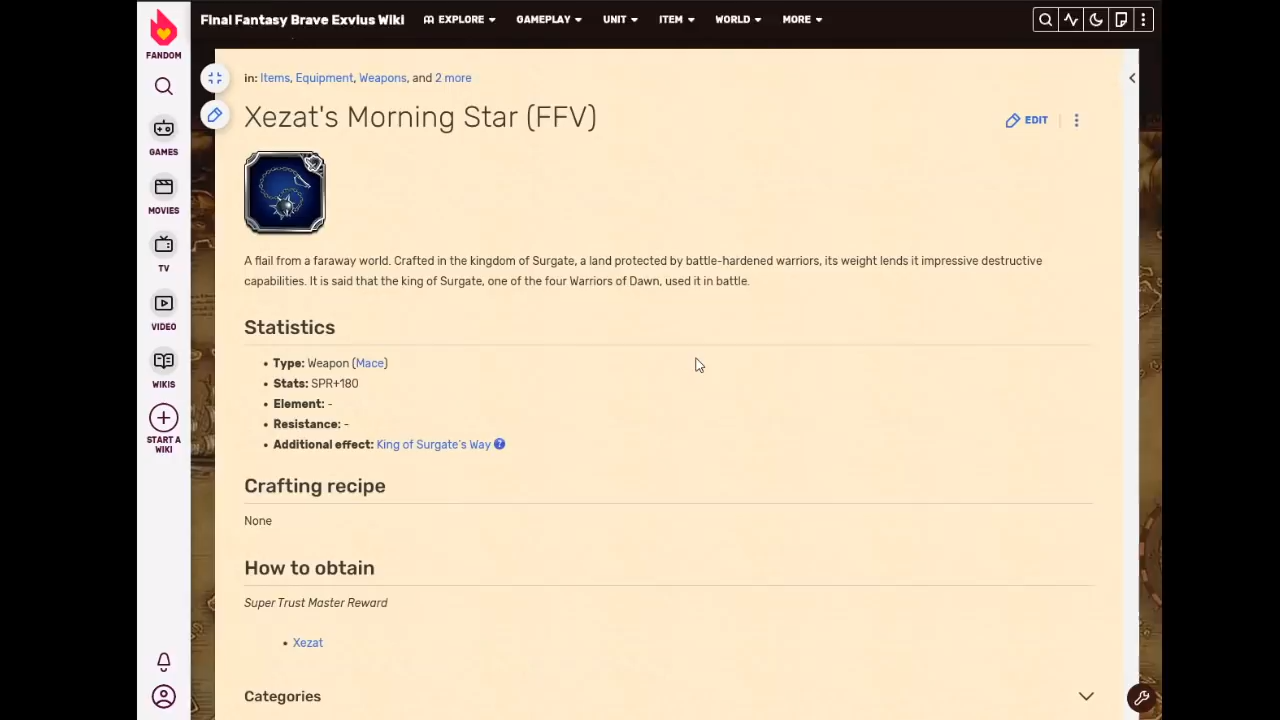 Final Fantasy Brave Exvius Wiki
EXPLORE
GAMEPLAY
UNIT
ITEM
WORLD
MORE
FANDOM
GAMES
MOVIES
TV
VIDEO
WIKIS
START A
WIKI
in: Items, Equipment, Weapons, and 2 more
Xezat's Morning Star (FFV)
EDIT
A flail from a faraway world. Crafted in the kingdom of Surgate, a land protected by battle-hardened warriors, its weight lends it impressive destructive
capabilities. It is said that the king of Surgate, one of the four Warriors of Dawn, used it in battle.
Statistics
• Type: Weapon (Mace)
• Stats: SPR+180
• Element: -
• Resistance: -
• Additional effect: King of Surgate's Way ?
Crafting recipe
None
How to obtain
Super Trust Master Reward
• Xezat
Categories